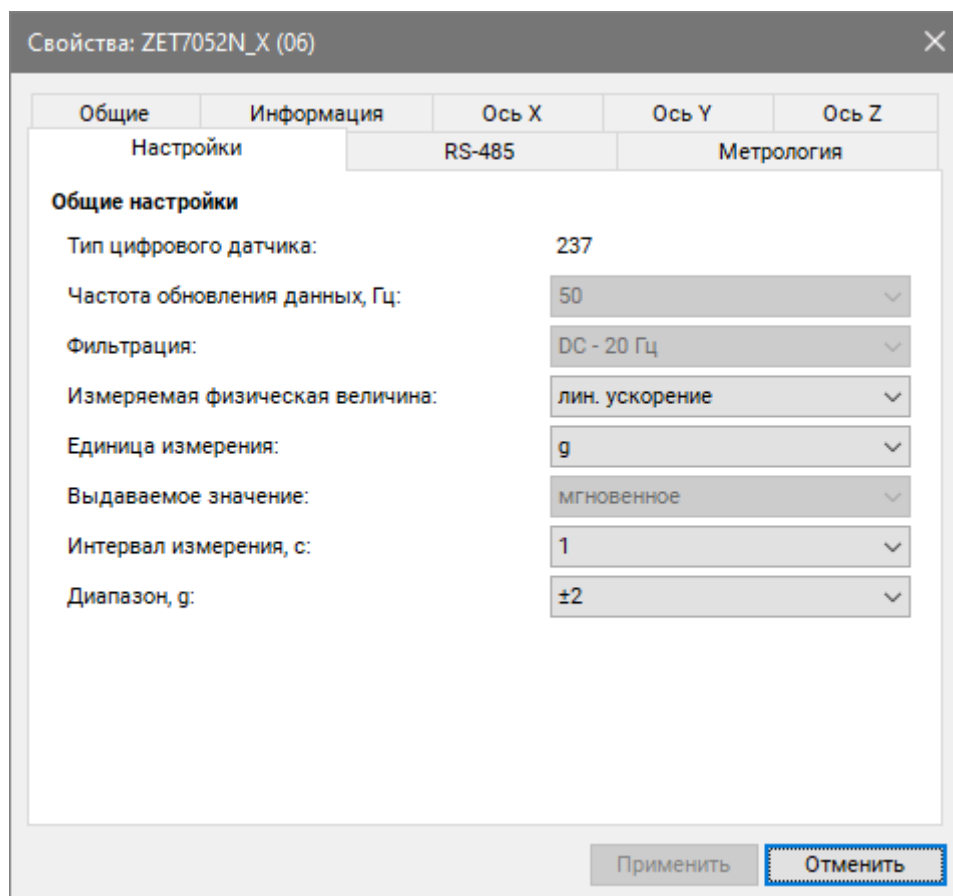 Свойства: ZET7052N_X (06)
Общие Информация Ось X Ось Y Ось Z
Настройки RS-485 Метрология
Общие настройки
Тип цифрового датчика: 237
Частота обновления данных, Гц: 50
Фильтрация: DC - 20 Гц
Измеряемая физическая величина: лин. ускорение
Единица измерения: g
Выдаваемое значение: мгновенное
Интервал измерения, с: 1
Диапазон, g: ±2
Применить Отменить